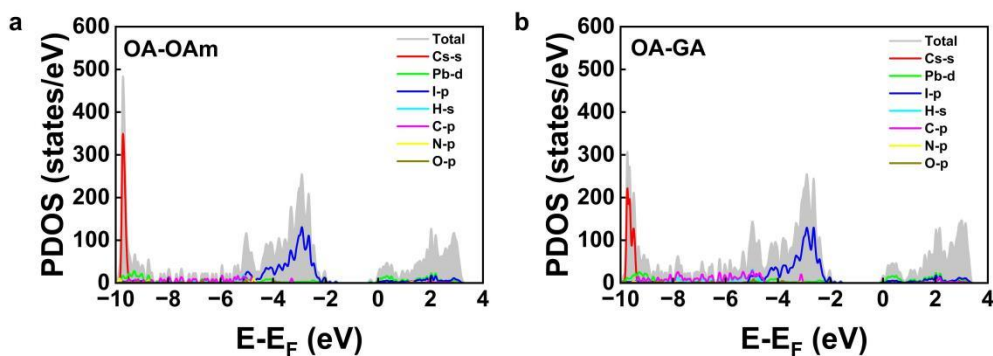 a
OA-OAm
PDOS (states/eV)
600
500
400
300
200
100
0
-10 -8 -6 -4 -2 0 2 4
E-E_F (eV)
Total
Cs-s
Pb-d
I-p
H-s
C-p
N-p
O-p
b
OA-GA
PDOS (states/eV)
600
500
400
300
200
100
0
-10 -8 -6 -4 -2 0 2 4
E-E_F (eV)
Total
Cs-s
Pb-d
I-p
H-s
C-p
N-p
O-p